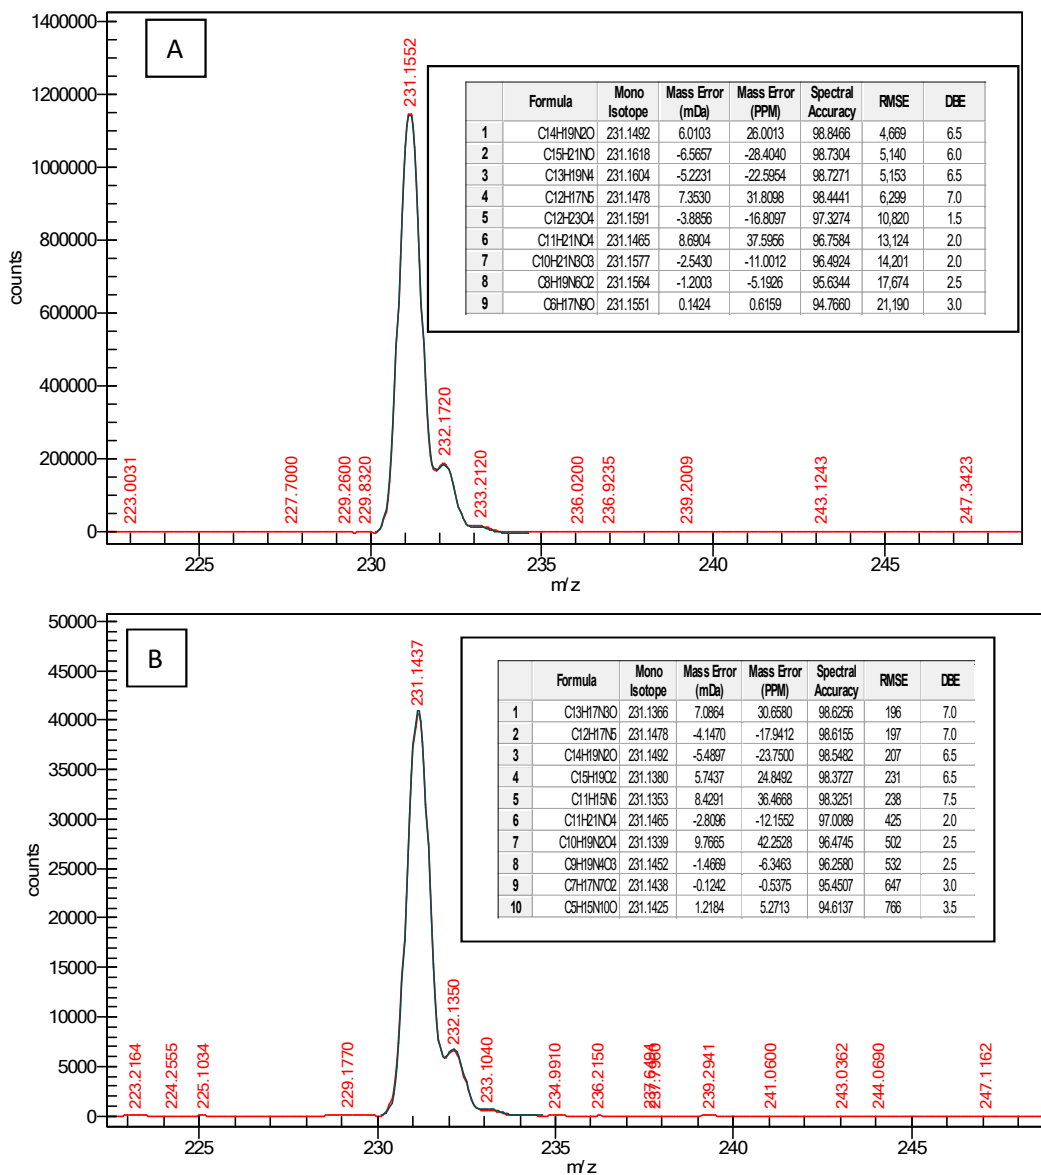 A
1400000
1200000
1000000
800000
600000
400000
200000
0
counts
231.1552
232.1720
233.2120
223.0031
227.7000
229.2600
229.8320
236.0200
236.9235
239.2009
243.1243
247.3423
225 230 235 240 245
m/z
Formula Mono Isotope Mass Error (mDa) Mass Error (PPM) Spectral Accuracy RMSE DBE
1 C14H19N2O 231.1492 6.0103 26.0013 98.8466 4,669 6.5
2 C15H21NO 231.1618 -6.5657 -28.4040 98.7304 5,140 6.0
3 C13H19N4 231.1604 -5.2231 -22.5954 98.7271 5,153 6.5
4 C12H17N5 231.1478 7.3530 31.8098 98.4441 6,299 7.0
5 C12H23O4 231.1591 -3.8856 -16.8097 97.3274 10,820 1.5
6 C11H21NO4 231.1465 8.6904 37.5956 96.7584 13,124 2.0
7 C10H21N3O3 231.1577 -2.5430 -11.0012 96.4924 14,201 2.0
8 C8H19N6O2 231.1564 -1.2003 -5.1926 95.6344 17,674 2.5
9 C6H17N9O 231.1551 0.1424 0.6159 94.7660 21,190 3.0
B
50000
45000
40000
35000
30000
25000
20000
15000
10000
5000
0
counts
231.1437
232.1350
233.1040
223.2164
224.2555
225.1034
229.1770
234.9910
236.2150
239.2941
241.0600
243.0362
244.0690
247.1162
225 230 235 240 245
m/z
Formula Mono Isotope Mass Error (mDa) Mass Error (PPM) Spectral Accuracy RMSE DBE
1 C13H17N3O 231.1366 7.0864 30.6580 98.6256 196 7.0
2 C12H17N5 231.1478 -4.1470 -17.9412 98.6155 197 7.0
3 C14H19N2O 231.1492 -5.4897 -23.7500 98.5482 207 6.5
4 C15H19O2 231.1380 5.7437 24.8492 98.3727 231 6.5
5 C11H15N6 231.1353 8.4291 36.4668 98.3251 238 7.5
6 C11H21NO4 231.1465 -2.8096 -12.1552 97.0089 425 2.0
7 C10H19N2O4 231.1339 9.7665 42.2528 96.4745 502 2.5
8 C9H19N4O3 231.1452 -1.4669 -6.3463 96.2580 532 2.5
9 C7H17N7O2 231.1438 -0.1242 -0.5375 95.4507 647 3.0
10 C5H15N10O 231.1425 1.2184 5.2713 94.6137 766 3.5